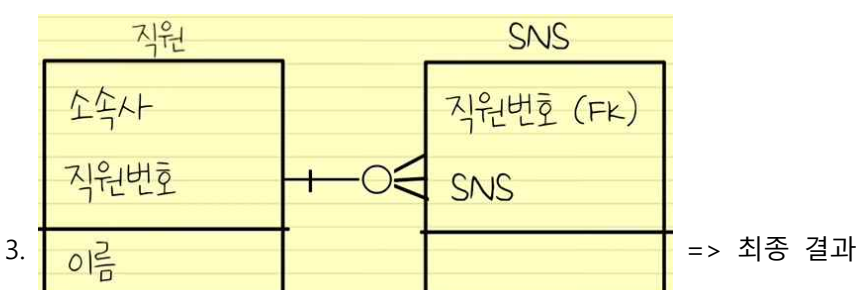 직원 SNS
소속사 직원번호 (FK)
직원번호 SNS
3. 이름 => 최종 결과